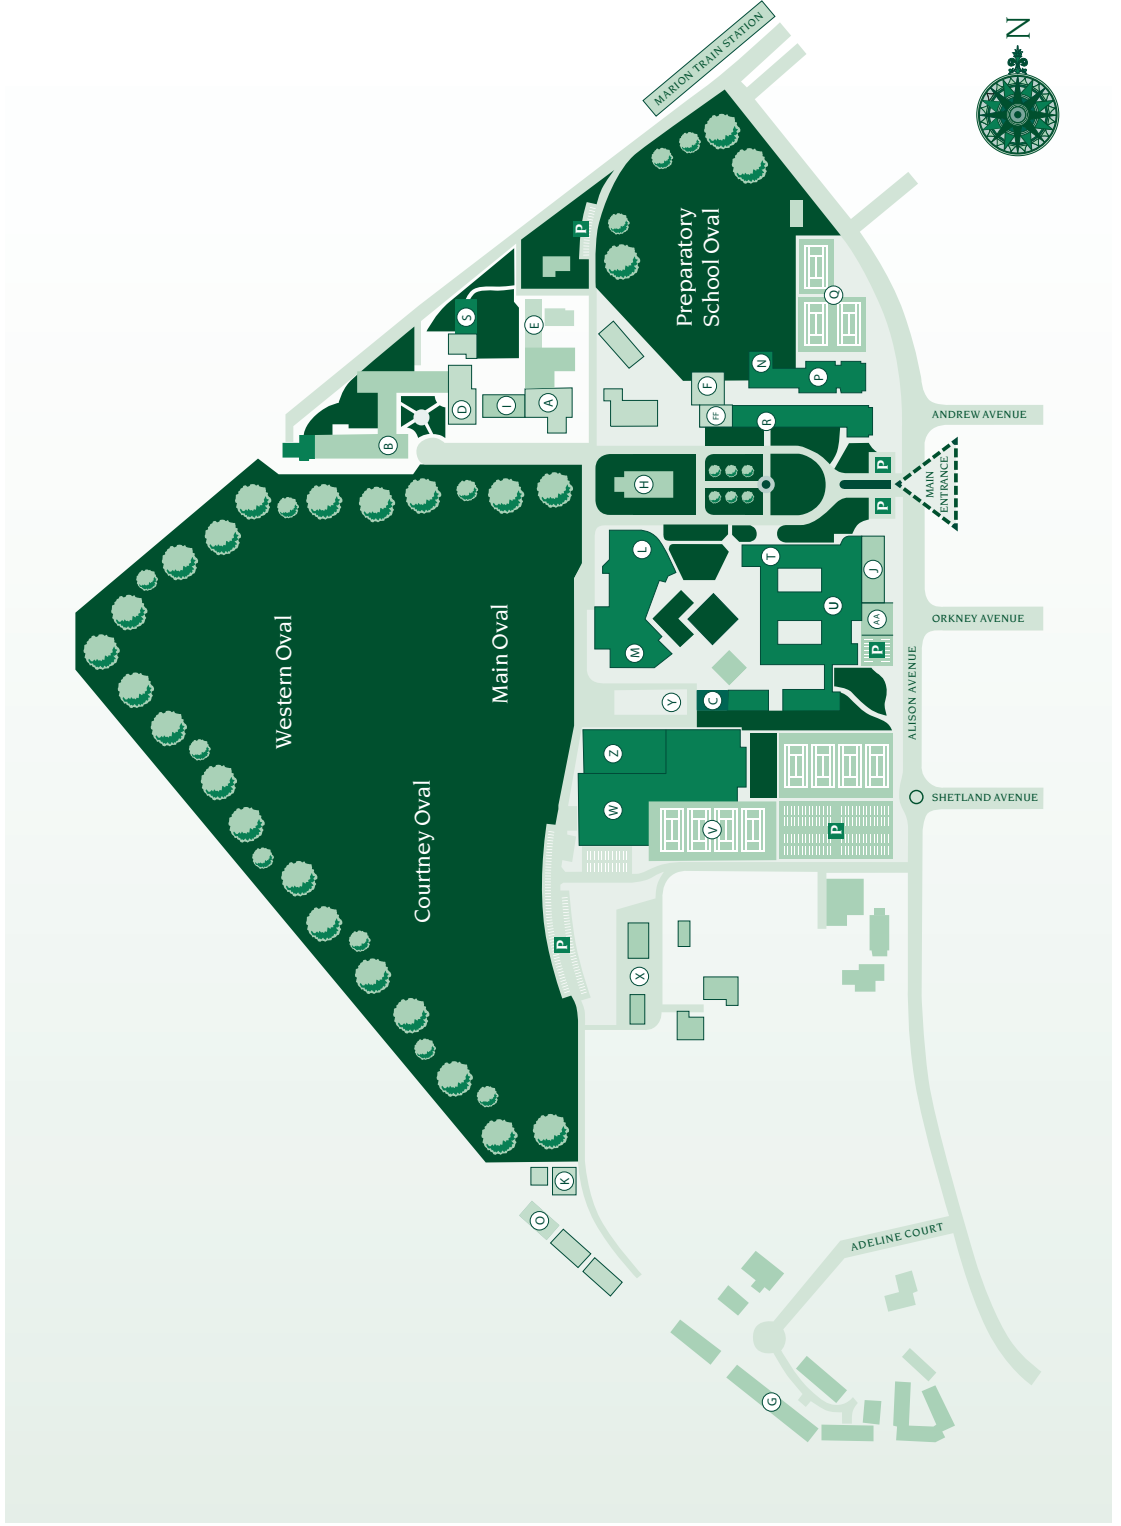 N
MARION TRAIN STATION
P
Preparatory
School Oval
S
E
Q
N
P
F
FF
R
D
I
A
B
ANDREW AVENUE
P
MAIN
ENTRANCE
P
H
L
T
J
U
AA
P
M
ORKNEY AVENUE
Western Oval
Main Oval
Y
C
ALISON AVENUE
Z
W
V
P
SHETLAND AVENUE
Courtney Oval
P
X
K
O
ADELINE COURT
G